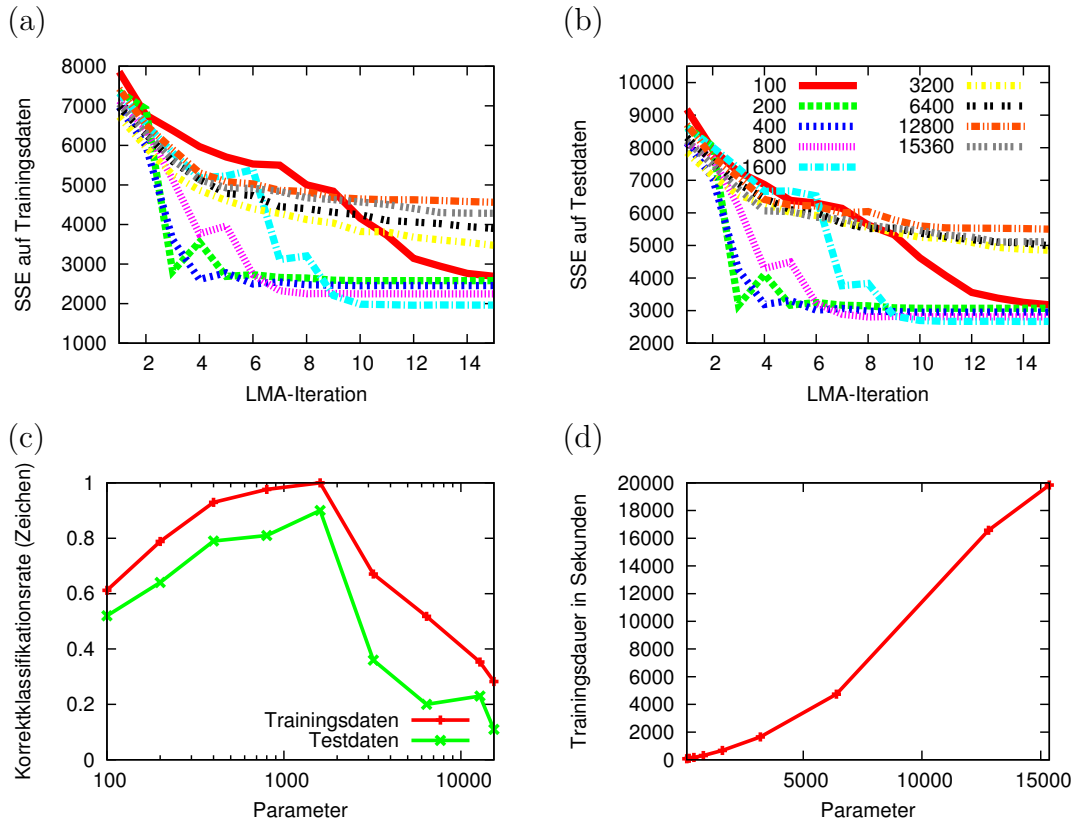 (a)
SSE auf Trainingsdaten
8000
7000
6000
5000
4000
3000
2000
1000
2 4 6 8 10 12 14
LMA-Iteration
(b)
SSE auf Testdaten
10000
9000
8000
7000
6000
5000
4000
3000
2000
2 4 6 8 10 12 14
LMA-Iteration
100
200
400
800
1600
3200
6400
12800
15360
(c)
Korrektklassifikationsrate (Zeichen)
1
0.8
0.6
0.4
0.2
0
100 1000 10000
Parameter
Trainingsdaten
Testdaten
(d)
Trainingsdauer in Sekunden
20000
18000
16000
14000
12000
10000
8000
6000
4000
2000
0
5000 10000 15000
Parameter